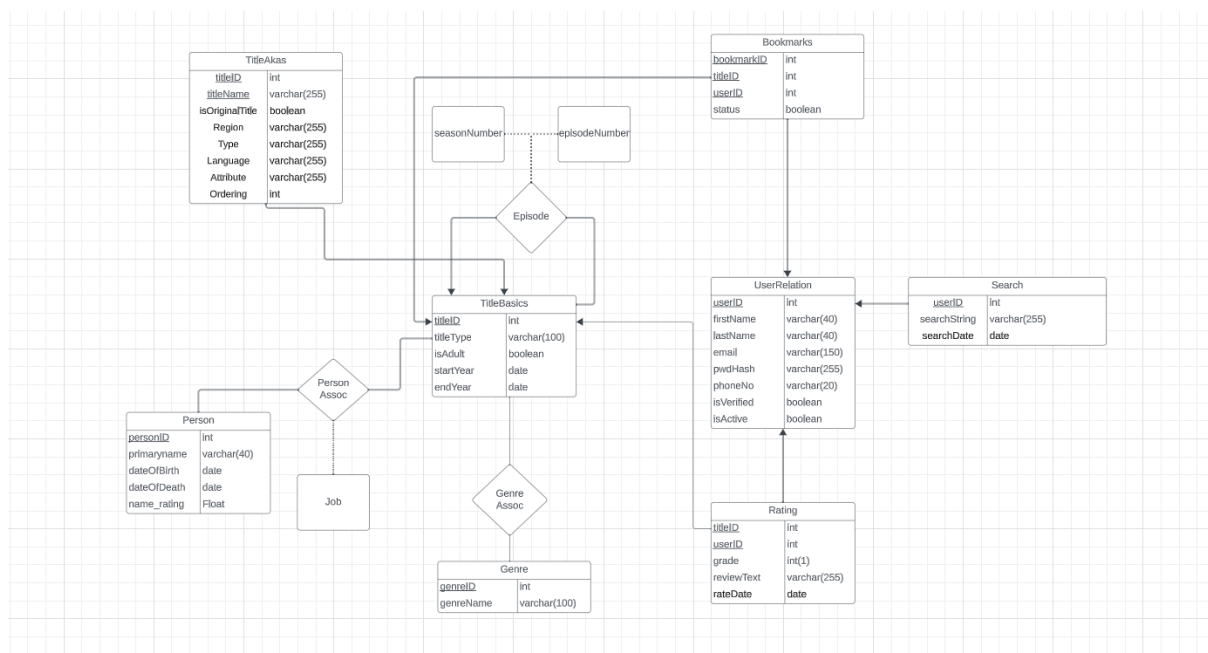 TitleAkas
titleID int
titleName varchar(255)
isOriginalTitle boolean
Region varchar(255)
Type varchar(255)
Language varchar(255)
Attribute varchar(255)
Ordering int
Bookmarks
bookmarkID int
titleID int
userID int
status boolean
seasonNumber
episodeNumber
Episode
TitleBasics
titleID int
titleType varchar(100)
isAdult boolean
startYear date
endYear date
UserRelation
userID int
firstName varchar(40)
lastName varchar(40)
email varchar(150)
pwdHash varchar(255)
phoneNo varchar(20)
isVerified boolean
isActive boolean
Search
userID int
searchString varchar(255)
searchDate date
Person
Assoc
Person
personID int
primaryname varchar(40)
dateOfBirth date
dateOfDeath date
name_rating Float
Job
Genre
Assoc
Genre
genreID int
genreName varchar(100)
Rating
titleID int
userID int
grade int(1)
reviewText varchar(255)
rateDate date